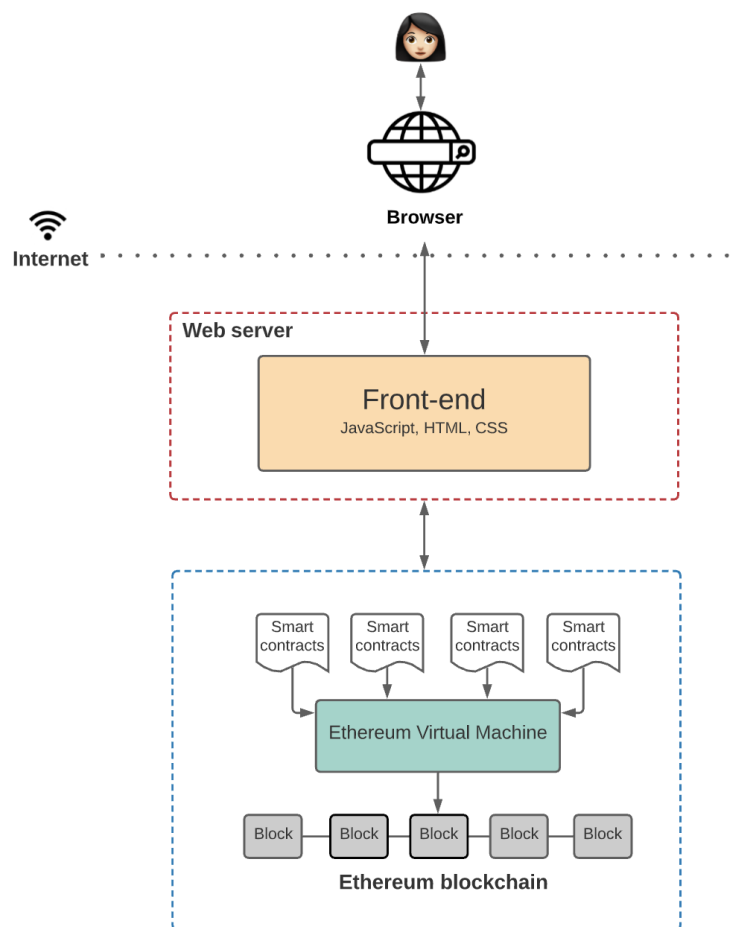 Browser
Internet
Web server
Front-end
JavaScript, HTML, CSS
Smart
contracts
Smart
contracts
Smart
contracts
Smart
contracts
Ethereum Virtual Machine
Block
Block
Block
Block
Block
Ethereum blockchain